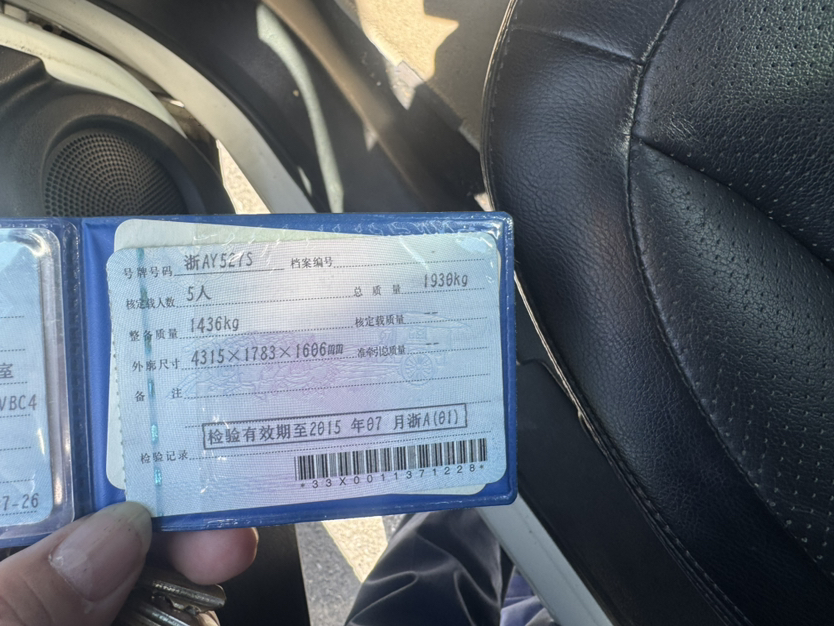 号牌号码 浙AY527S 档案编号
核定载人数 5人 总质量 1930kg
整备质量 1436kg 核定载质量 --
外廓尺寸 4315×1783×1606mm 准牵引总质量 --
备注
检验有效期至2015年07月浙A(01)
检验记录
*33X0011371228*
室
VBC4
7-26